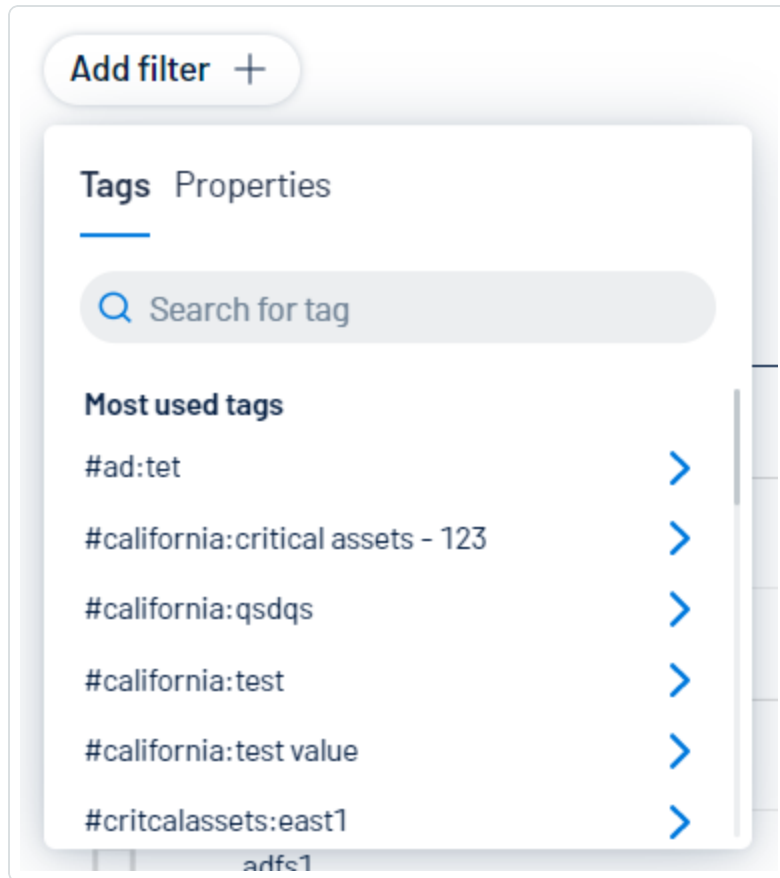 Add filter +
Tags Properties
Search for tag
Most used tags
#ad:tet
#california:critical assets - 123
#california:qsdqs
#california:test
#california:test value
#critcalassets:east1
adfs1